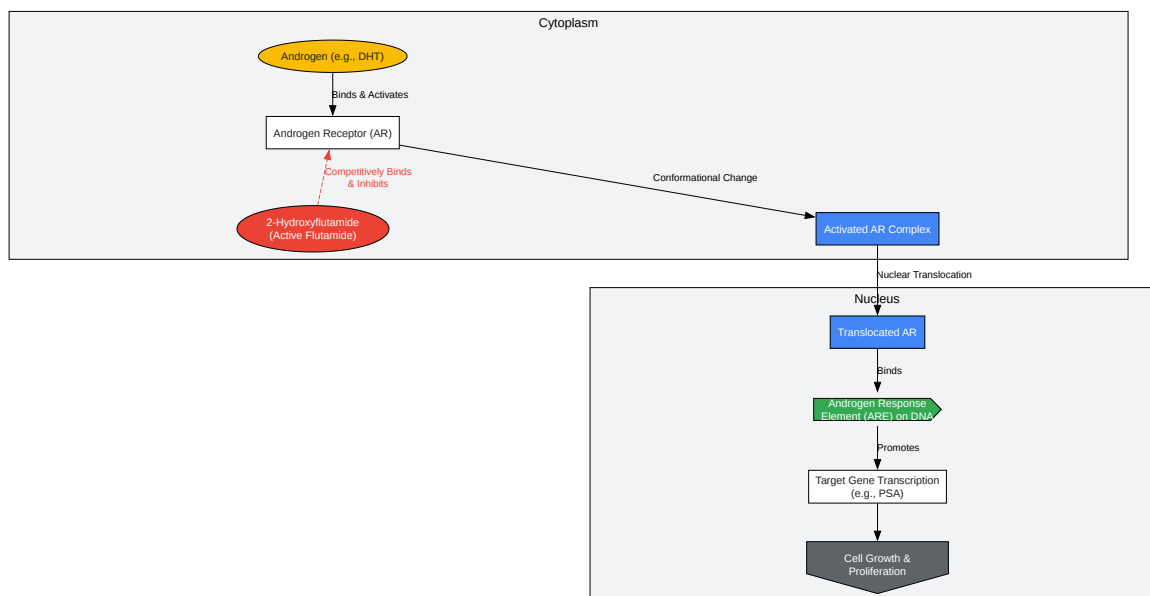 Cytoplasm
Androgen (e.g., DHT)
Binds & Activates
Androgen Receptor (AR)
Competitively Binds
& Inhibits
Conformational Change
2-Hydroxyflutamide
(Active Flutamide)
Activated AR Complex
Nuclear Translocation
Nucleus
Translocated AR
Binds
Androgen Response
Element (ARE) on DNA
Promotes
Target Gene Transcription
(e.g., PSA)
Cell Growth &
Proliferation